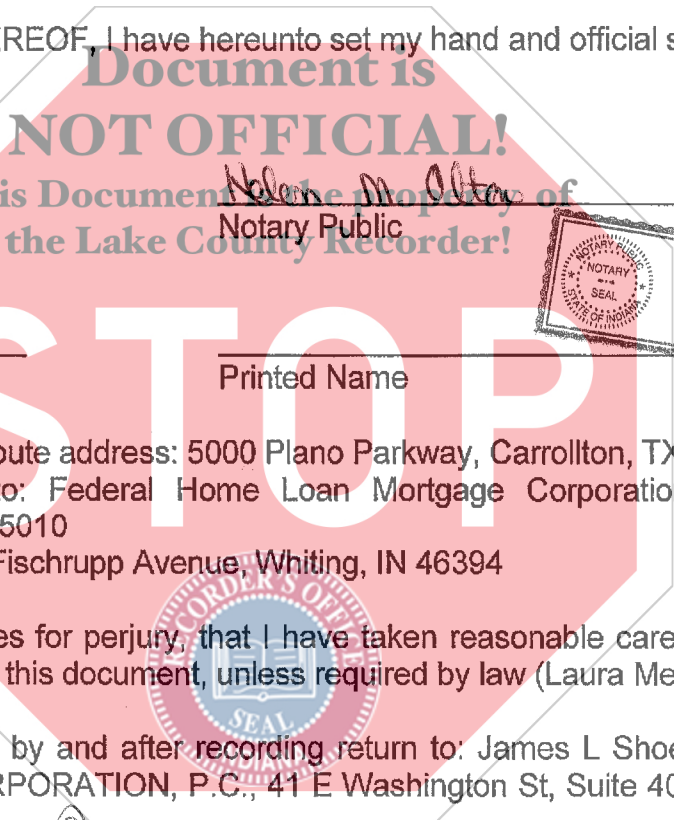 EREOF, I have hereunto set my hand and official s
Document is
NOT OFFICIAL!
is Document is the property of
the Lake County Recorder!
Notary Public
NOTARY PUBLIC
NOTARY
SEAL
STATE OF INDIANA
STOP
Printed Name
oute address: 5000 Plano Parkway, Carrollton, TX
to: Federal Home Loan Mortgage Corporatio
5010
Fischrupp Avenue, Whiting, IN 46394
es for perjury, that I have taken reasonable care
this document, unless required by law (Laura Me
RECORDER'S OFFICE
SEAL
INDIANA
by and after recording return to: James L Shoe
RPORATION, P.C., 41 E Washington St, Suite 40